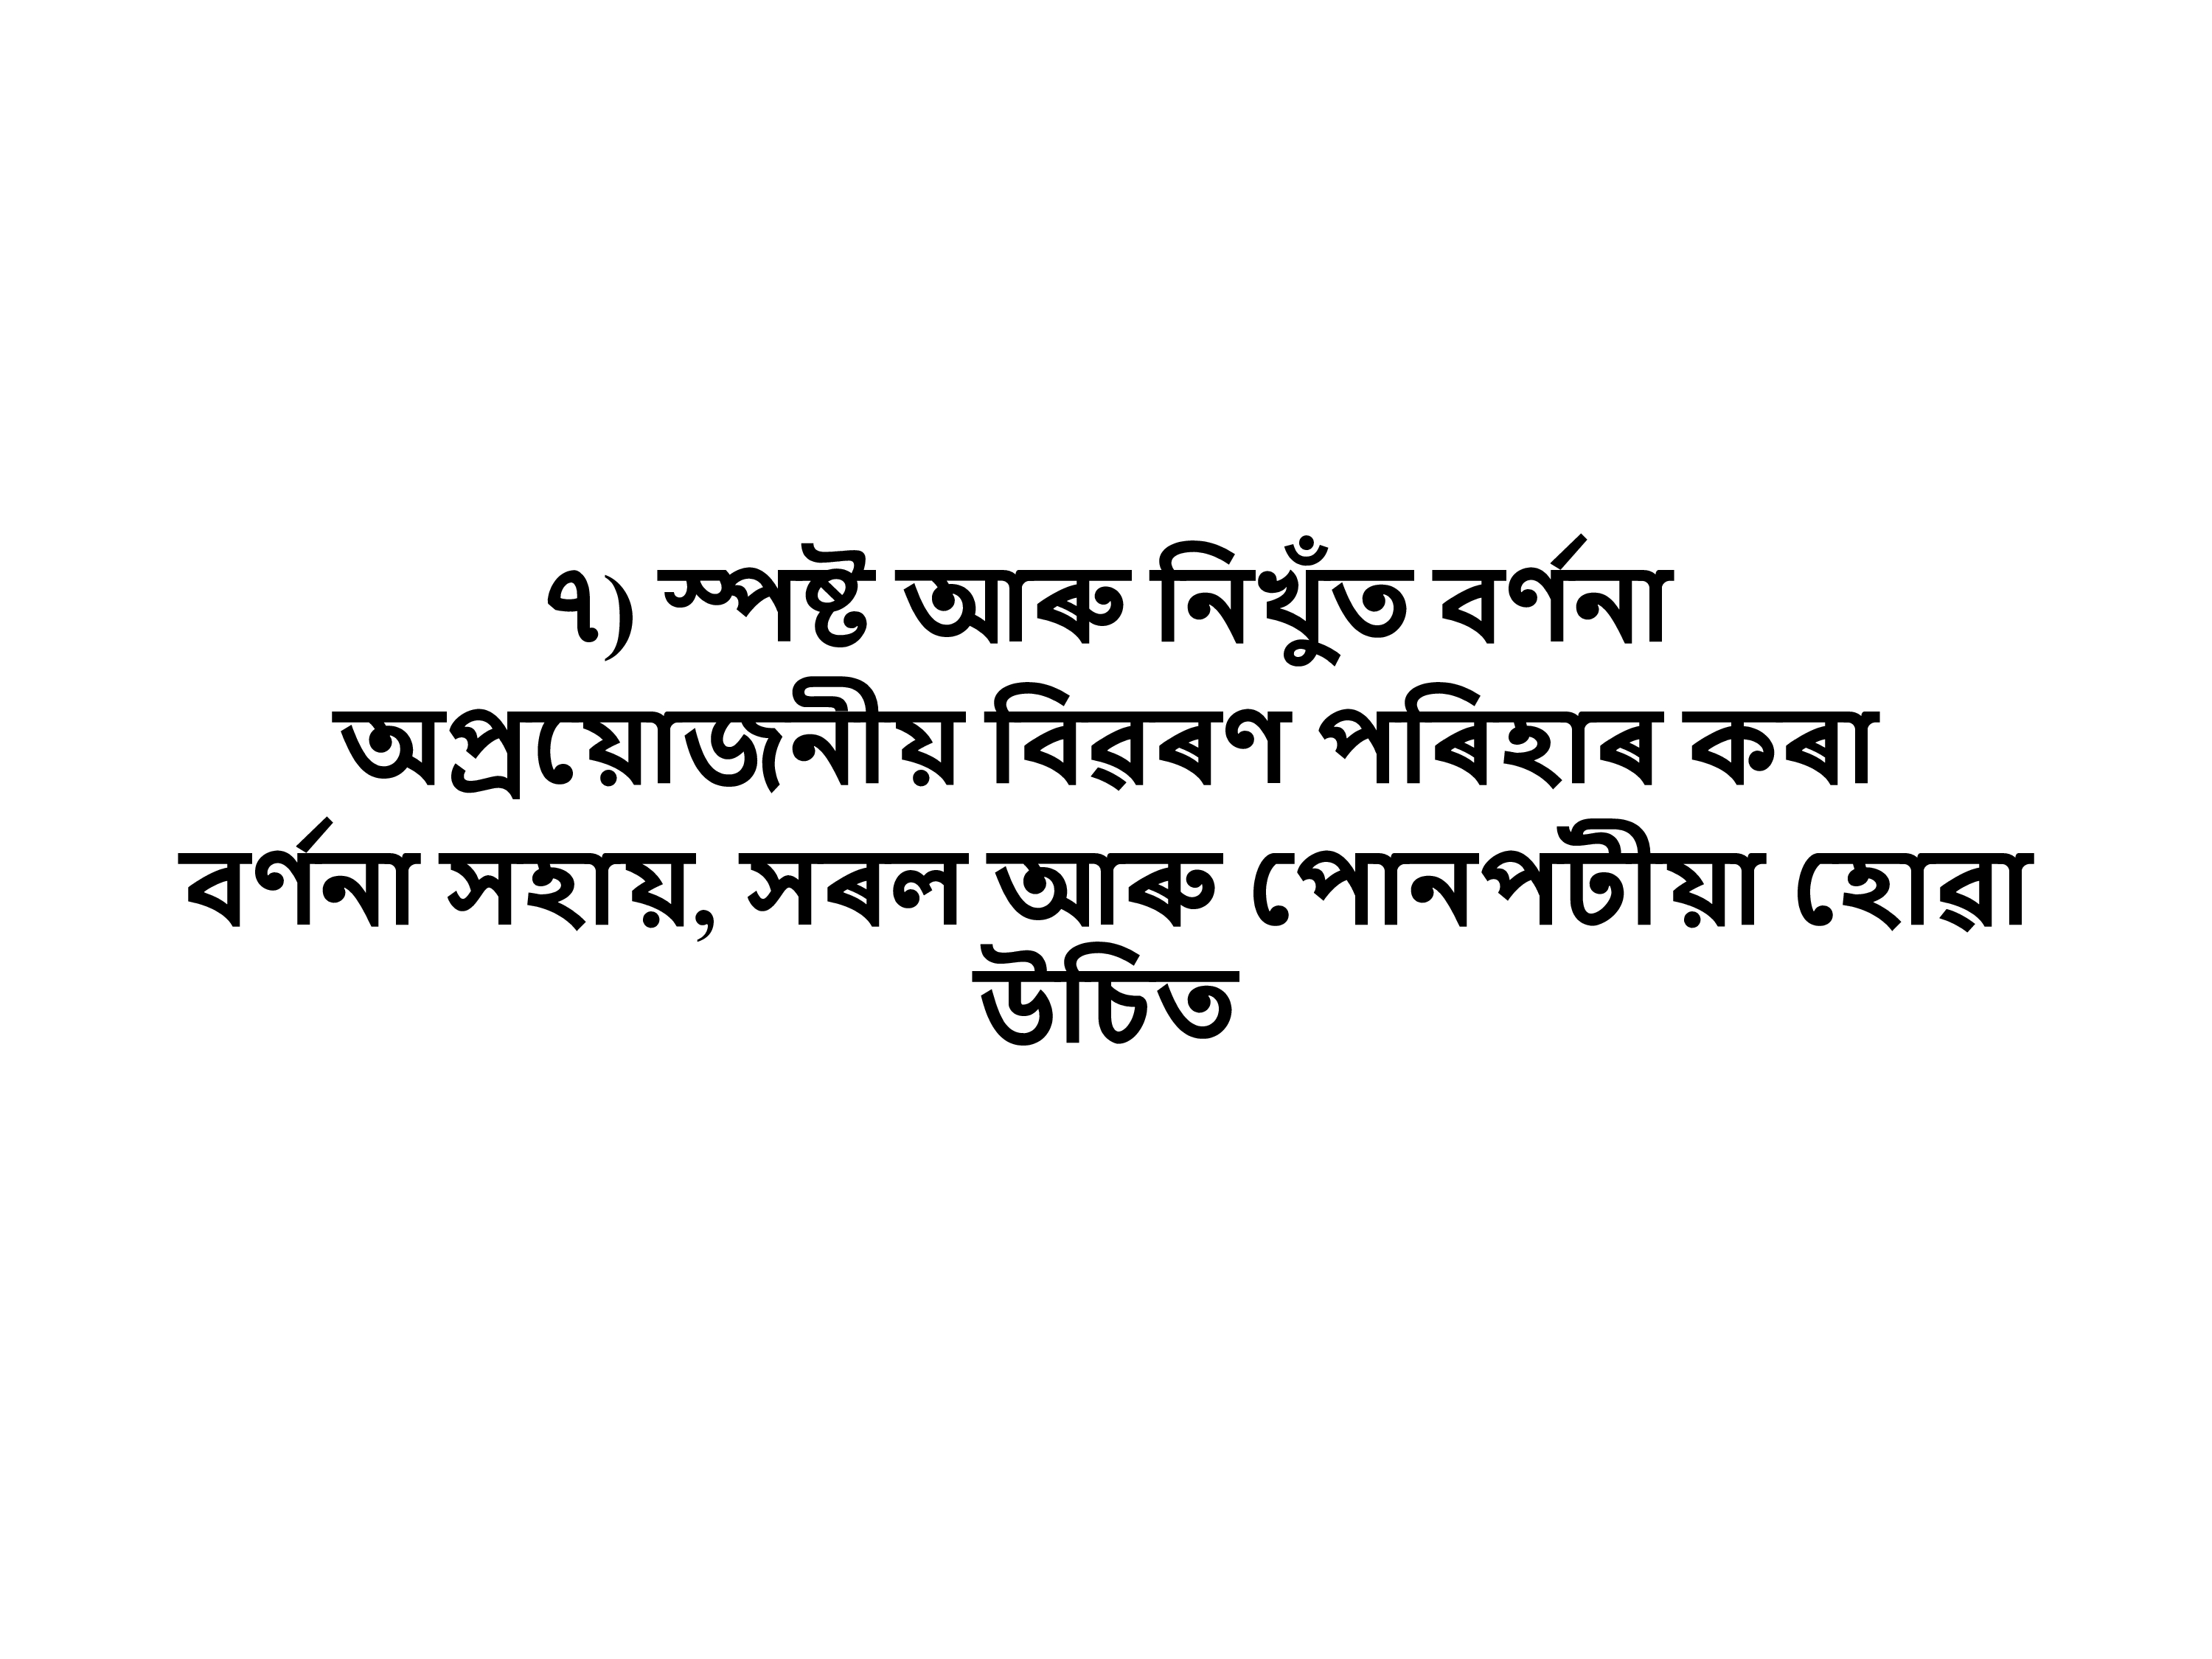 ৭) স্পষ্ট আৰু নিখুঁত বৰ্ণনা
অপ্ৰয়োজনীয় বিৱৰণ পৰিহাৰ কৰা
বৰ্ণনা সহায়, সৰল আৰু পোনপটীয়া হোৱা
উচিত